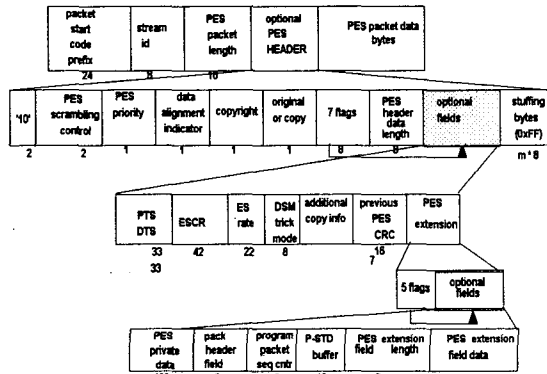 packet start code prefix
stream id
PES packet length
optional PES HEADER
PES packet data bytes
24
8
16
'10'
PES scrambling control
PES priority
data alignment indicator
copyright
original or copy
7 flags
PES header data length
optional fields
stuffing bytes (0xFF)
2
2
1
1
1
1
8
8
m * 8
PTS DTS
ESCR
ES rate
DSM trick mode
additional copy info
previous PES CRC
PES extension
33
33
42
22
8
7
16
5 flags
optional fields
PES private data
pack header field
program packet seq cntr
P-STD buffer
PES extension field length
PES extension field data